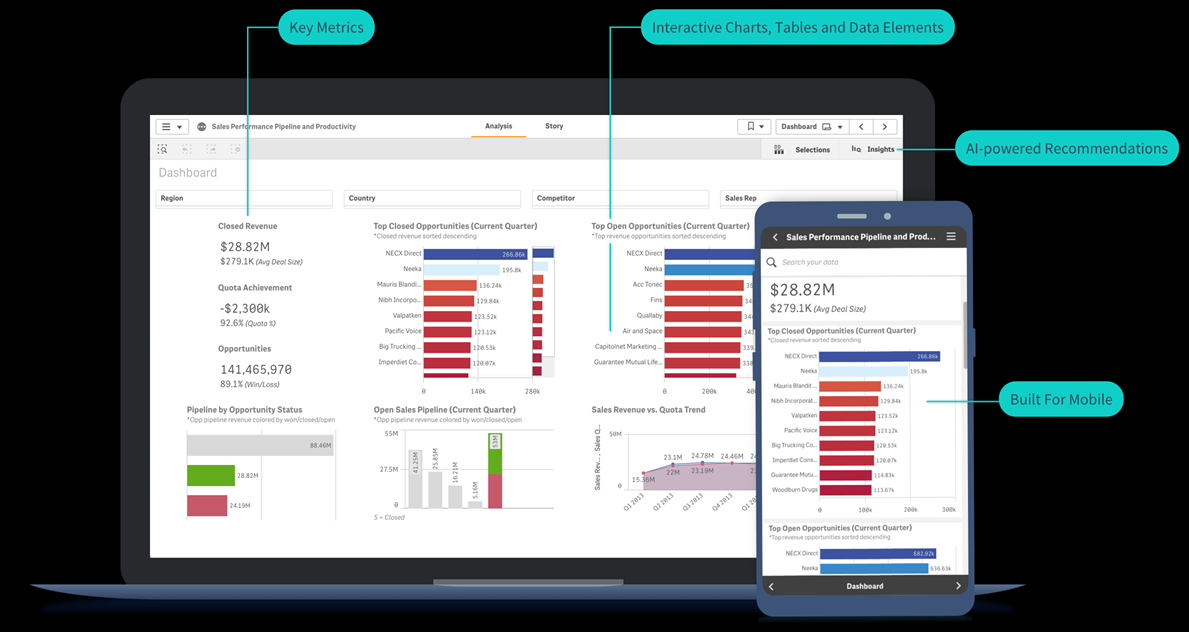 Key Metrics
Interactive Charts, Tables and Data Elements
AI-powered Recommendations
Built For Mobile
Sales Performance Pipeline and Productivity
Analysis
Story
Dashboard
Selections
Insights
Dashboard
Region
Country
Competitor
Sales Rep
Closed Revenue
$28.82M
$279.1K (Avg Deal Size)
Quota Achievement
-$2,300k
92.6% (Quota %)
Opportunities
141,465,970
89.1% (Win/Loss)
Top Closed Opportunities (Current Quarter)
*Closed revenue sorted descending
NECX Direct 266.86k
Neeka 195.8k
Mauris Blandi... 136.24k
Nibh Incorpo... 129.84k
Valpatken 123.52k
Pacific Voice 123.12k
Big Trucking ... 120.53k
Imperdiet Co... 120.07k
0 140k 280k
Top Open Opportunities (Current Quarter)
*Top revenue opportunities sorted descending
NECX Direct
Neeka
Acc Tonec
Fins
Quallaby
Air and Space
Capitolnet Marketing ...
Guarantee Mutual Life...
0 200k
Pipeline by Opportunity Status
*Opp pipeline revenue colored by won/closed/open
88.46M
28.82M
24.19M
Open Sales Pipeline (Current Quarter)
*Opp pipeline revenue colored by won/closed/open
55M
27.5M
0
41.25M
25.85M
16.21M
5.16M
53M
5 = Closed
Sales Revenue vs. Quota Trend
Sales Rev... , Sales Q...
50M
0
23.1M 24.78M 24.46M
15.36M 22M 23.19M
Q1 2013 Q2 2013 Q3 2013 Q4 2013
Sales Performance Pipeline and Prod...
Search your data
$28.82M
$279.1K (Avg Deal Size)
Top Closed Opportunities (Current Quarter)
*Closed revenue sorted descending
NECX Direct 266.86k
Neeka 195.8k
Mauris Blandit... 136.24k
Nibh Incorporat... 129.84k
Valpatken 123.52k
Pacific Voice 123.12k
Big Trucking Co... 120.53k
Imperdiet Cons... 120.07k
Guarantee Mutu... 114.83k
Woodburn Drugs 113.67k
0 100k 200k 300k
Top Open Opportunities (Current Quarter)
*Top revenue opportunities sorted descending
NECX Direct 682.92k
Neeka 636.63k
Dashboard